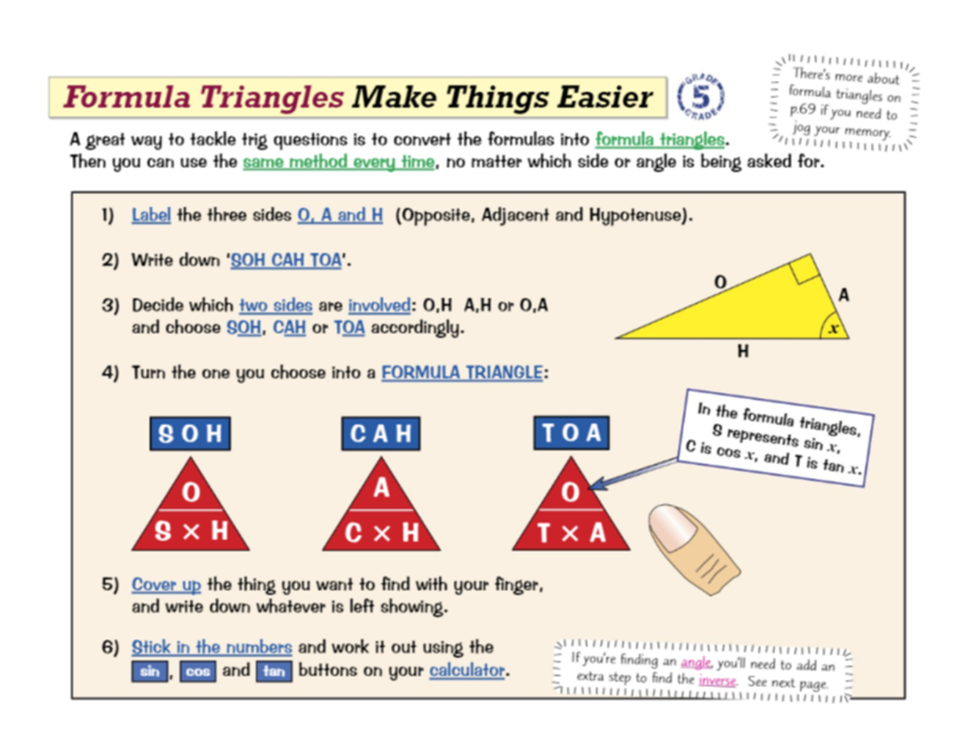 Formula Triangles Make Things Easier
GRADE 5 GRADE
There's more about
formula triangles on
p.69 if you need to
jog your memory.
A great way to tackle trig questions is to convert the formulas into formula triangles.
Then you can use the same method every time, no matter which side or angle is being asked for.
1) Label the three sides O, A and H (Opposite, Adjacent and Hypotenuse).
2) Write down 'SOH CAH TOA'.
3) Decide which two sides are involved: O,H A,H or O,A
and choose SOH, CAH or TOA accordingly.
O
A
x
H
4) Turn the one you choose into a FORMULA TRIANGLE:
SOH
CAH
TOA
In the formula triangles,
S represents sin x,
C is cos x, and T is tan x.
O
S × H
A
C × H
O
T × A
5) Cover up the thing you want to find with your finger,
and write down whatever is left showing.
6) Stick in the numbers and work it out using the
sin, cos and tan buttons on your calculator.
If you're finding an angle, you'll need to add an
extra step to find the inverse. See next page.